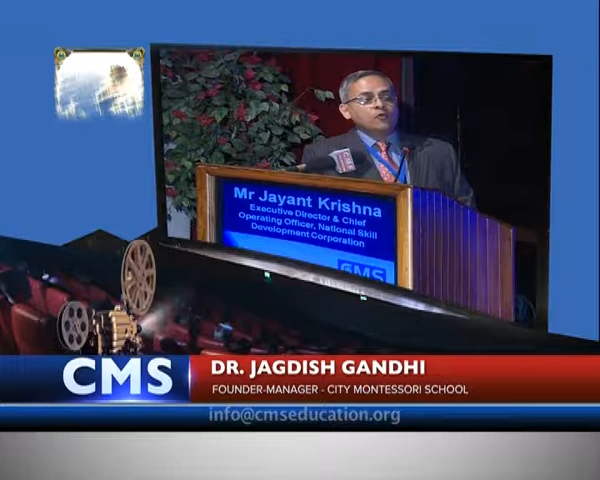 CMS
Mr Jayant Krishna
Executive Director & Chief
Operating Officer, National Skill
Development Corporation
CMS
CMS
DR. JAGDISH GANDHI
FOUNDER-MANAGER - CITY MONTESSORI SCHOOL
info@cmseducation.org